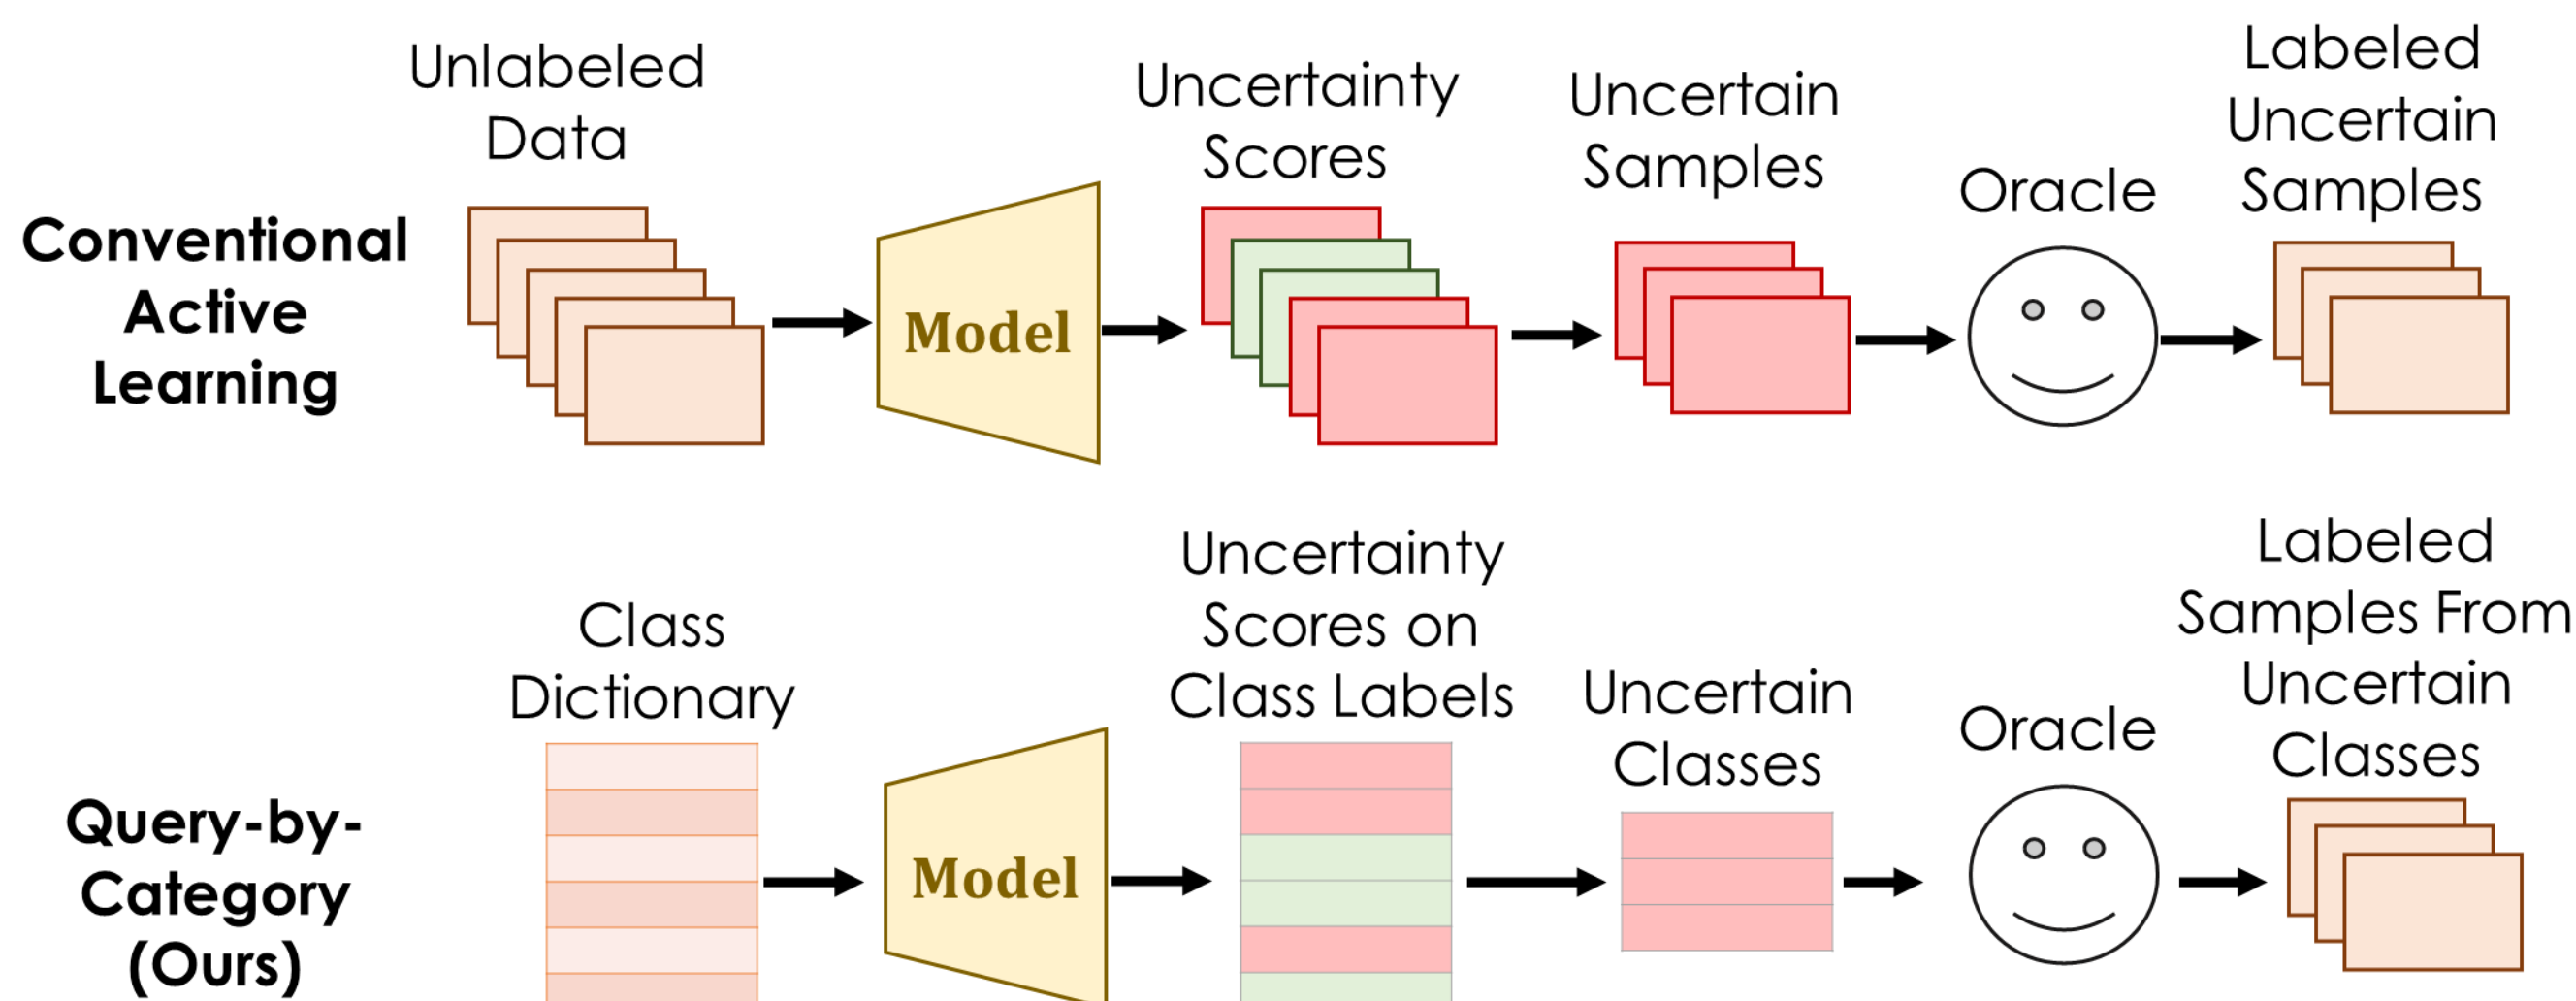 Conventional
Active
Learning
Unlabeled
Data
Model
Uncertainty
Scores
Uncertain
Samples
Oracle
Labeled
Uncertain
Samples
Query-by-
Category
(Ours)
Class
Dictionary
Model
Uncertainty
Scores on
Class Labels
Uncertain
Classes
Oracle
Labeled
Samples From
Uncertain
Classes